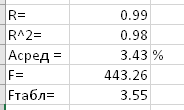 R= 0.99
R^2= 0.98
Aсред = 3.43 %
F= 443.26
Fтабл= 3.55